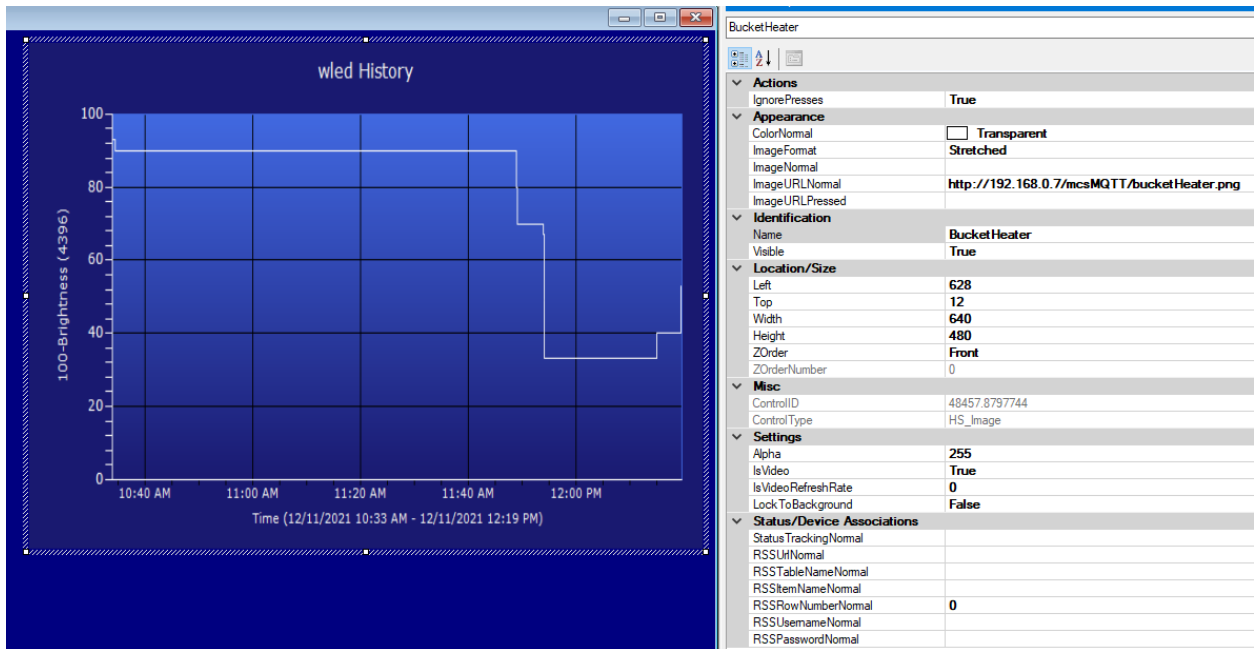 wled History
100
80
60
40
20
0
100-Brightness (4396)
10:40 AM 11:00 AM 11:20 AM 11:40 AM 12:00 PM
Time (12/11/2021 10:33 AM - 12/11/2021 12:19 PM)
BucketHeater
Actions
IgnorePresses True
Appearance
ColorNormal Transparent
ImageFormat Stretched
ImageNormal
ImageURLNormal http://192.168.0.7/mcsMQTT/bucketHeater.png
ImageURLPressed
Identification
Name BucketHeater
Visible True
Location/Size
Left 628
Top 12
Width 640
Height 480
ZOrder Front
ZOrderNumber 0
Misc
ControlID 48457.8797744
ControlType HS_Image
Settings
Alpha 255
IsVideo True
IsVideoRefreshRate 0
LockToBackground False
Status/Device Associations
StatusTrackingNormal
RSSUrlNormal
RSSTableNameNormal
RSSItemNameNormal
RSSRowNumberNormal 0
RSSUsernameNormal
RSSPasswordNormal